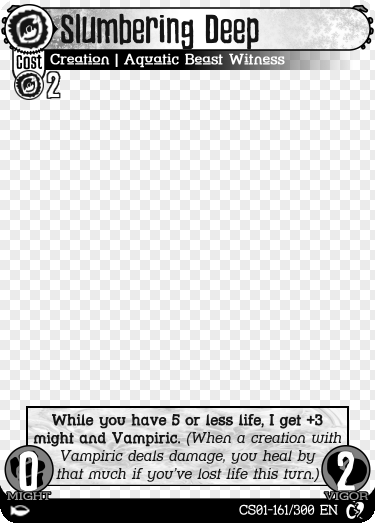 Slumbering Deep
Cost Creation | Aquatic Beast Witness
2
While you have 5 or less life, I get +3
might and Vampiric. (When a creation with
Vampiric deals damage, you heal by
that much if you've lost life this turn.)
0 2
MIGHT VIGOR
CS01-161/300 EN